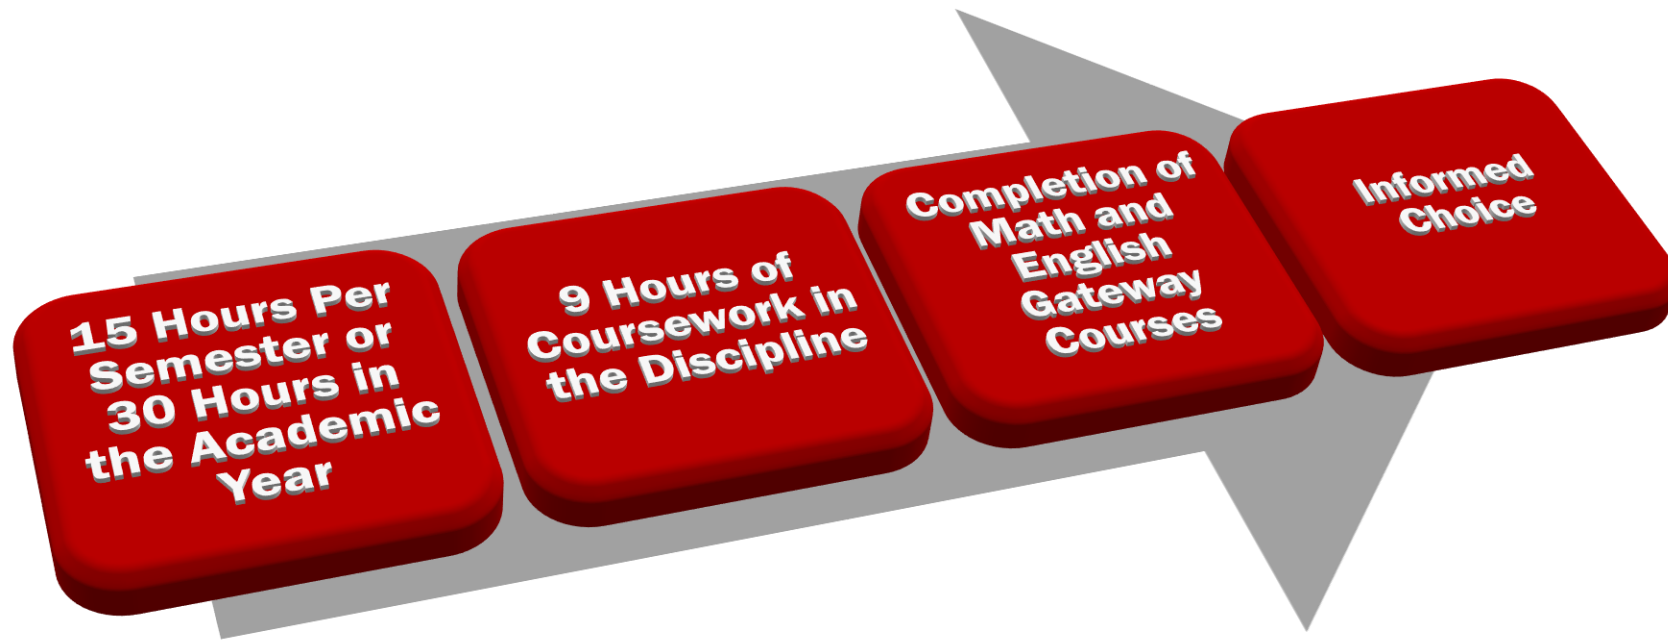 15 Hours Per
Semester or
30 Hours in
the Academic
Year
9 Hours of
Coursework in
the Discipline
Completion of
Math and
English
Gateway
Courses
Informed
Choice